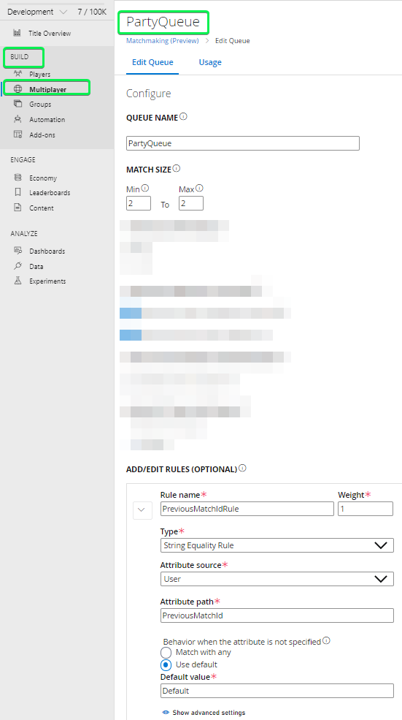 Development 7 / 100K
Title Overview
BUILD
Players
Multiplayer
Groups
Automation
Add-ons
ENGAGE
Economy
Leaderboards
Content
ANALYZE
Dashboards
Data
Experiments
PartyQueue
Matchmaking (Preview) > Edit Queue
Edit Queue Usage
Configure
QUEUE NAME
PartyQueue
MATCH SIZE
Min Max
2 To 2
ADD/EDIT RULES (OPTIONAL)
Rule name* Weight*
PreviousMatchIdRule 1
Type*
String Equality Rule
Attribute source*
User
Attribute path*
PreviousMatchId
Behavior when the attribute is not specified
Match with any
Use default
Default value*
Default
Show advanced settings